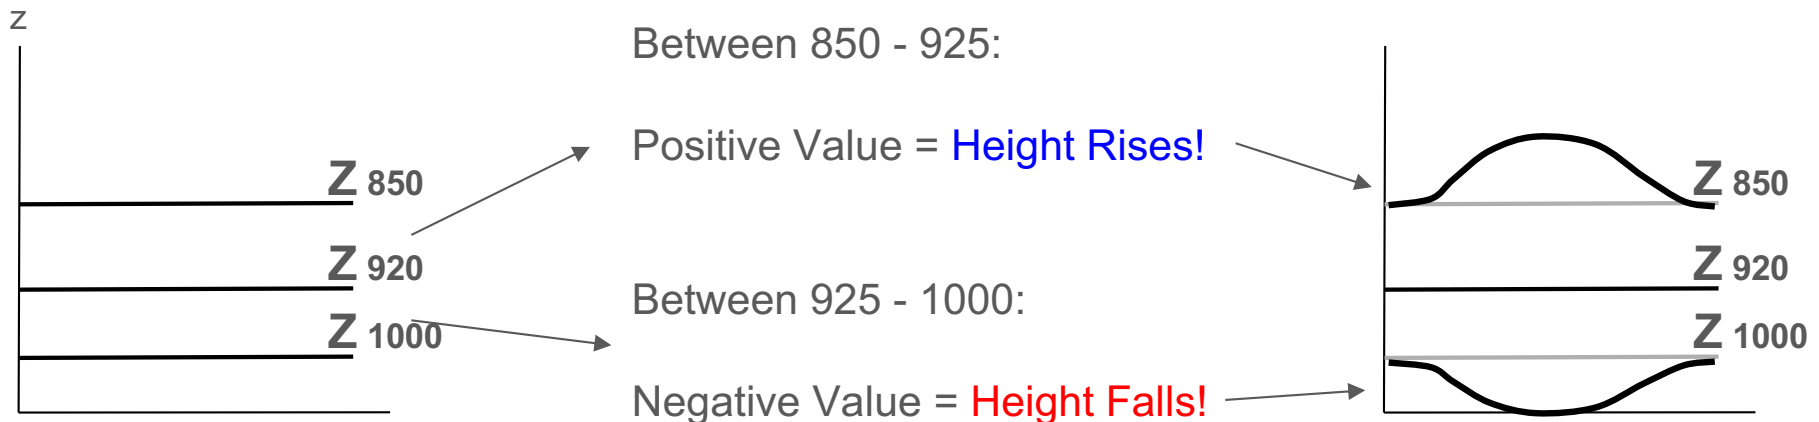 z
Z 850
Z 920
Z 1000
Between 850 - 925:
Positive Value = Height Rises!
Between 925 - 1000:
Negative Value = Height Falls!
Z 850
Z 920
Z 1000